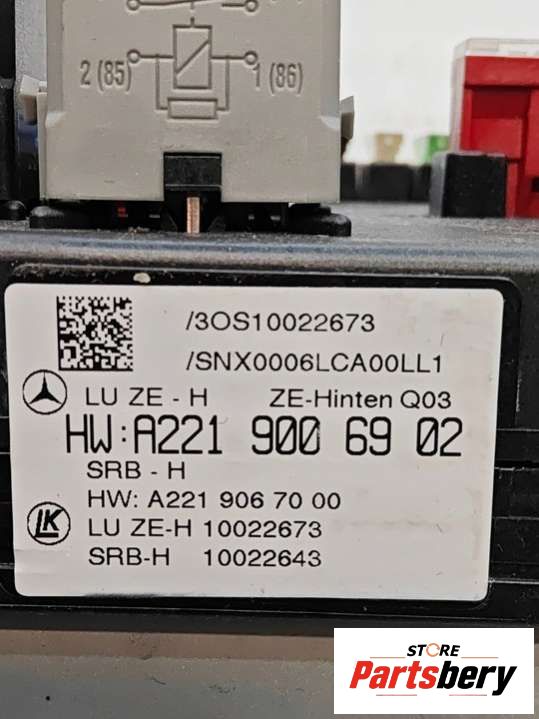 2 (85)
1 (86)
/3OS10022673
/SNX0006LCA00LL1
LU ZE - H ZE-Hinten Q03
HW:A221 900 69 02
SRB - H
HW: A221 906 70 00
LK
LU ZE-H 10022673
SRB-H 10022643
STORE
Partsbery